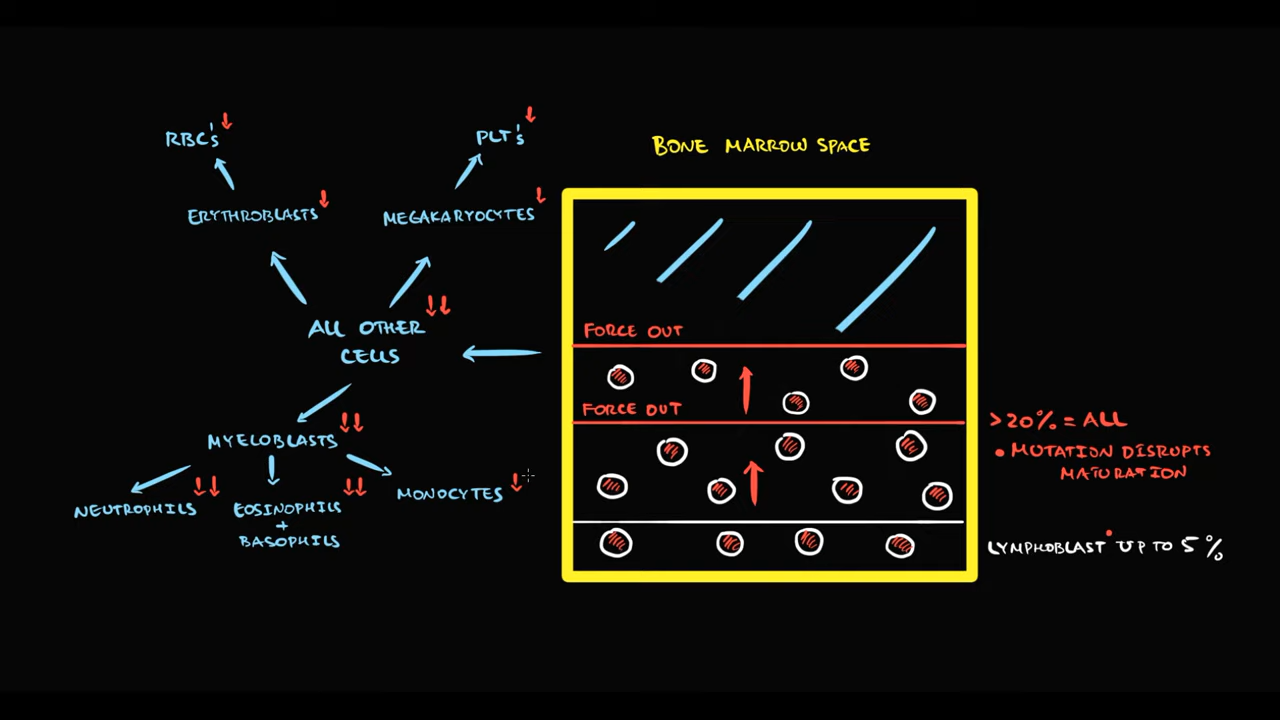 RBC's
PLT's
BONE MARROW SPACE
ERYTHROBLASTS
MEGAKARYOCYTES
ALL OTHER
CELLS
FORCE OUT
FORCE OUT
>20% = ALL
• MUTATION DISRUPTS
MATURATION
MYELOBLASTS
MONOCYTES
NEUTROPHILS
EOSINOPHILS
+
BASOPHILS
LYMPHOBLAST UP TO 5%